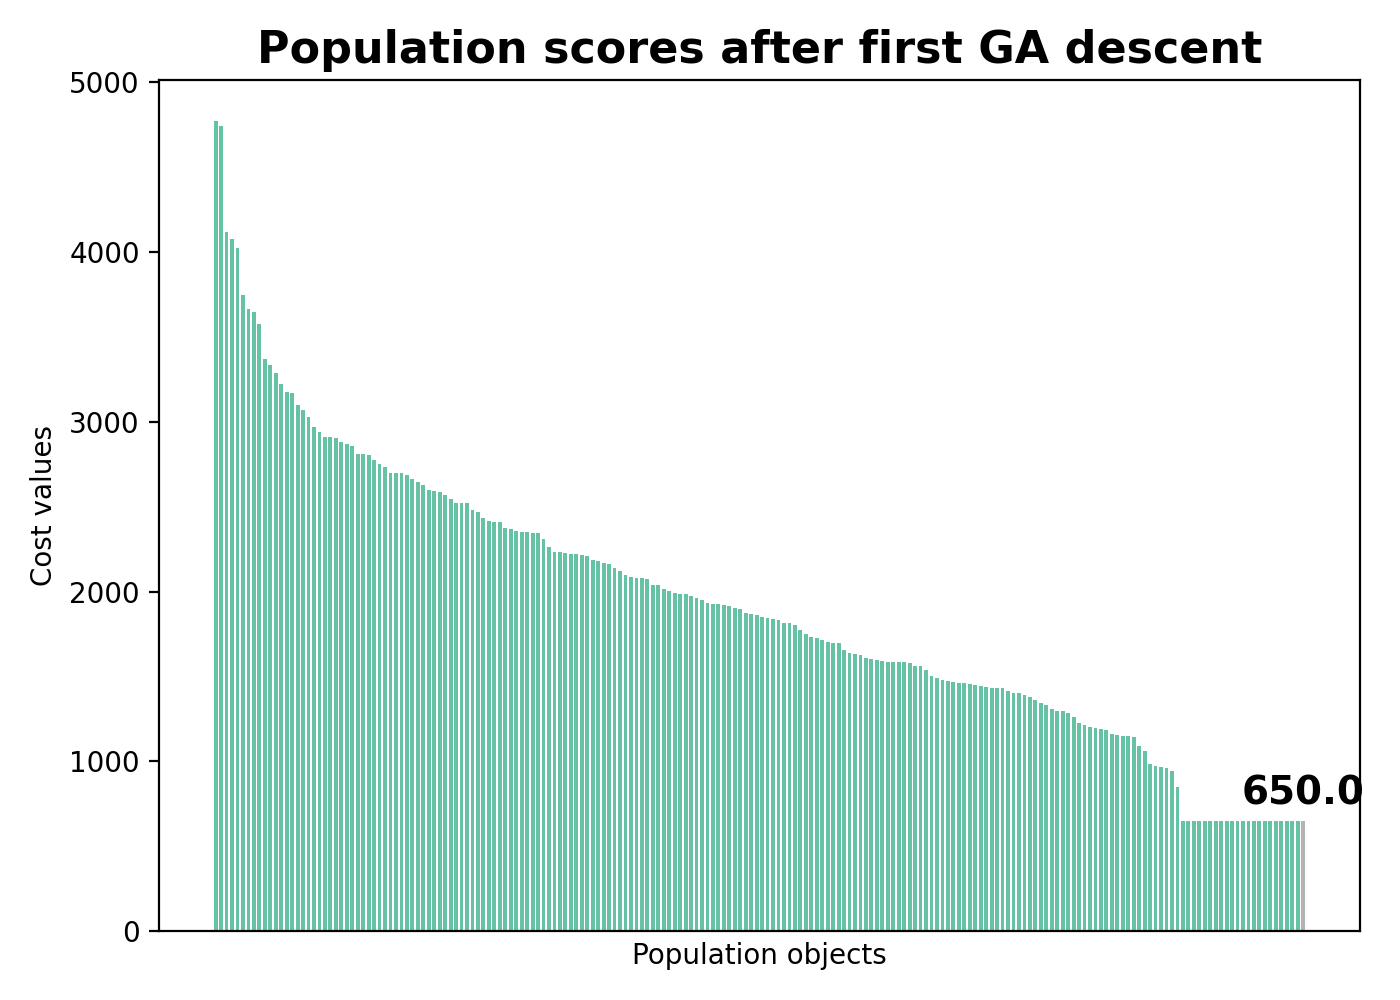 Population scores after first GA descent
5000
4000
3000
2000
1000
0
Cost values
650.0
Population objects